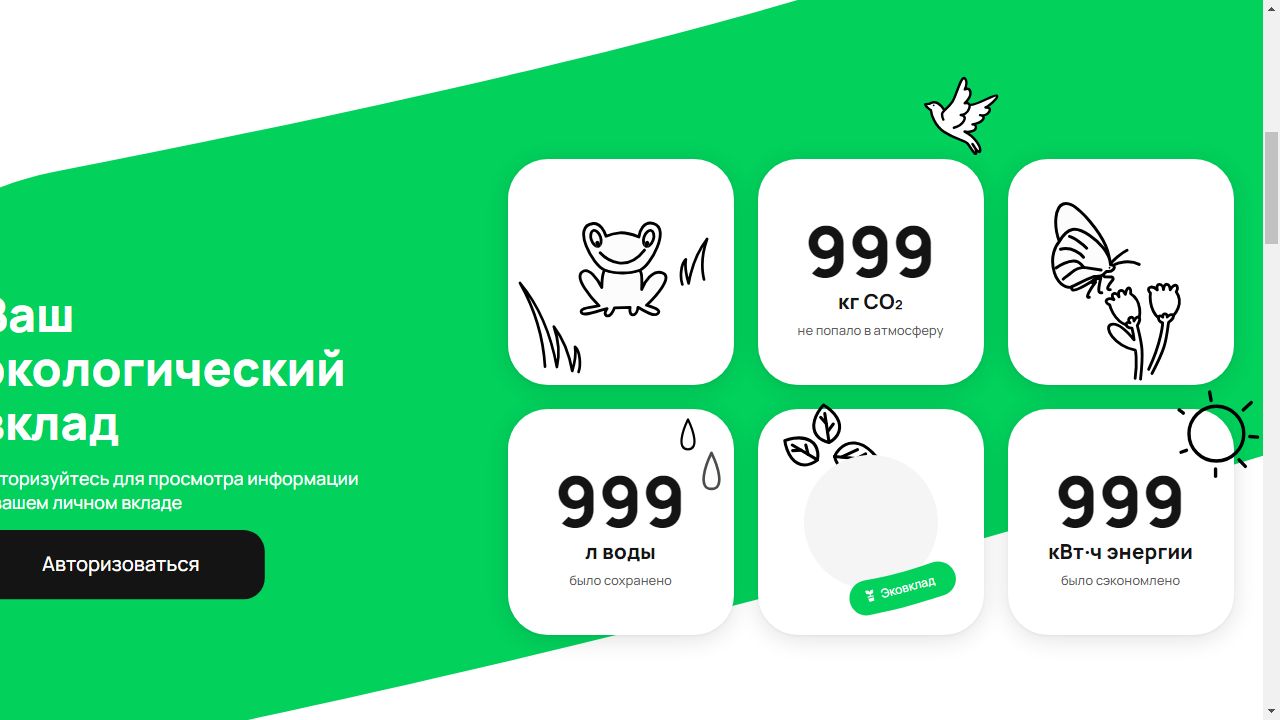 Ваш
экологический
вклад
вторизуйтесь для просмотра информации
вашем личном вкладе
Авторизоваться
999
кг CO₂
не попало в атмосферу
999
л воды
было сохранено
Эковклад
999
кВт·ч энергии
было сэкономлено